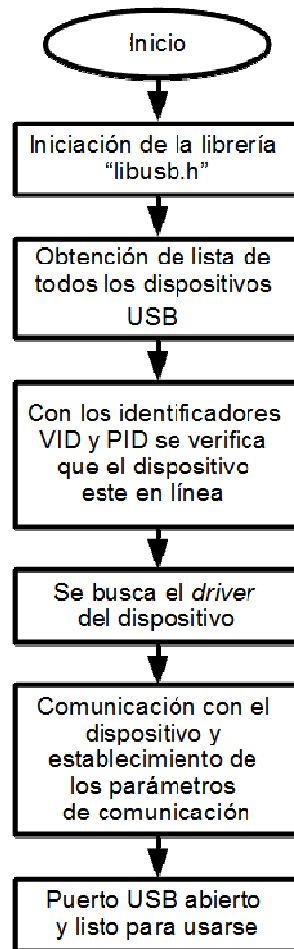 Inicio
Iniciación de la librería
“libusb.h”
Obtención de lista de
todos los dispositivos
USB
Con los identificadores
VID y PID se verifica
que el dispositivo
este en línea
Se busca el driver
del dispositivo
Comunicación con el
dispositivo y
establecimiento de
los parámetros
de comunicación
Puerto USB abierto
y listo para usarse